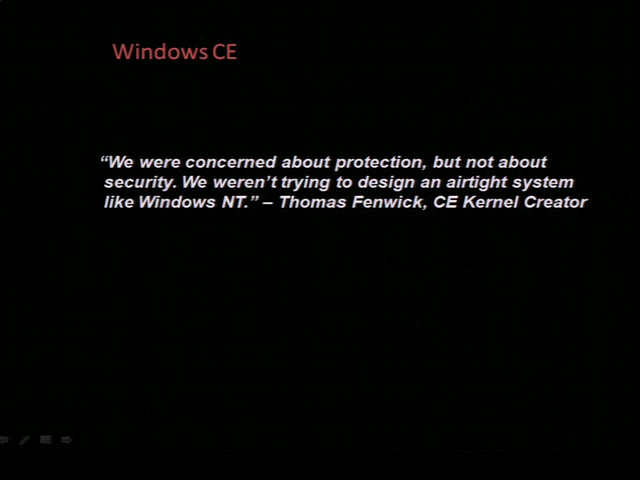 Windows CE
“We were concerned about protection, but not about
security. We weren’t trying to design an airtight system
like Windows NT.” – Thomas Fenwick, CE Kernel Creator